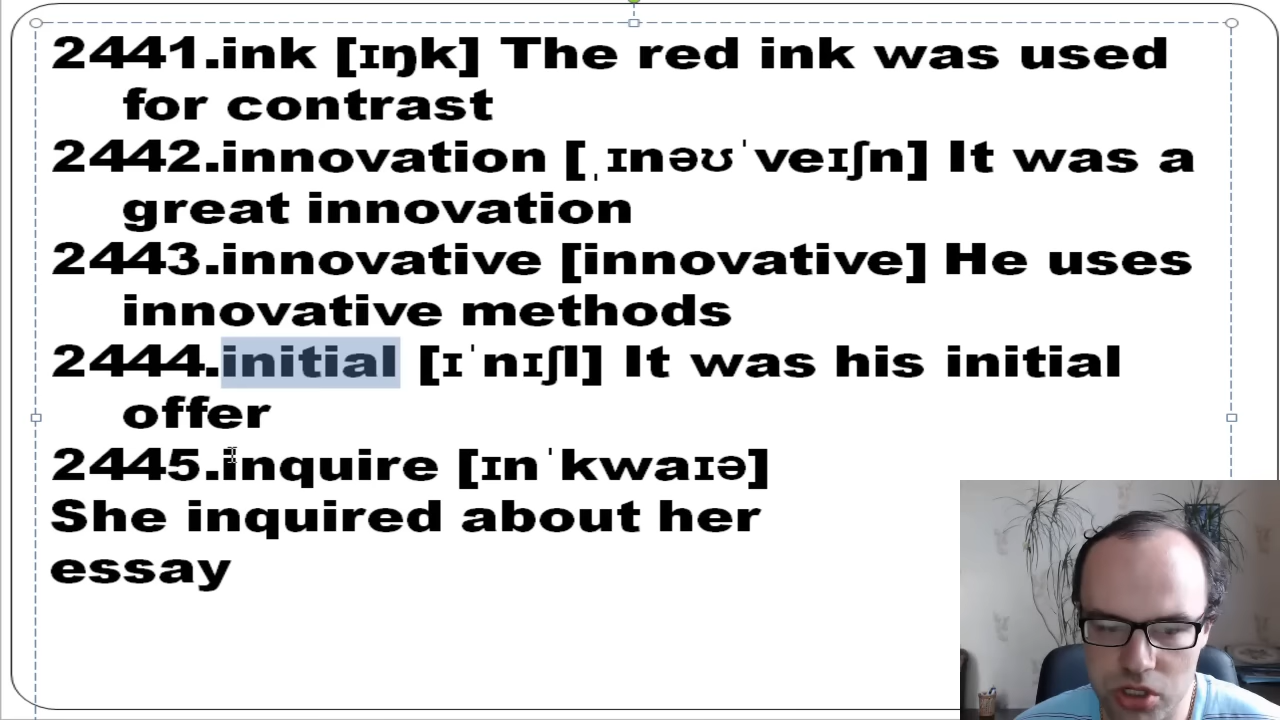 2441.ink [ɪŋk] The red ink was used
for contrast
2442.innovation [ˌɪnəʊˈveɪʃn] It was a
great innovation
2443.innovative [innovative] He uses
innovative methods
2444.initial [ɪˈnɪʃl] It was his initial
offer
2445.inquire [ɪnˈkwaɪə]
She inquired about her
essay